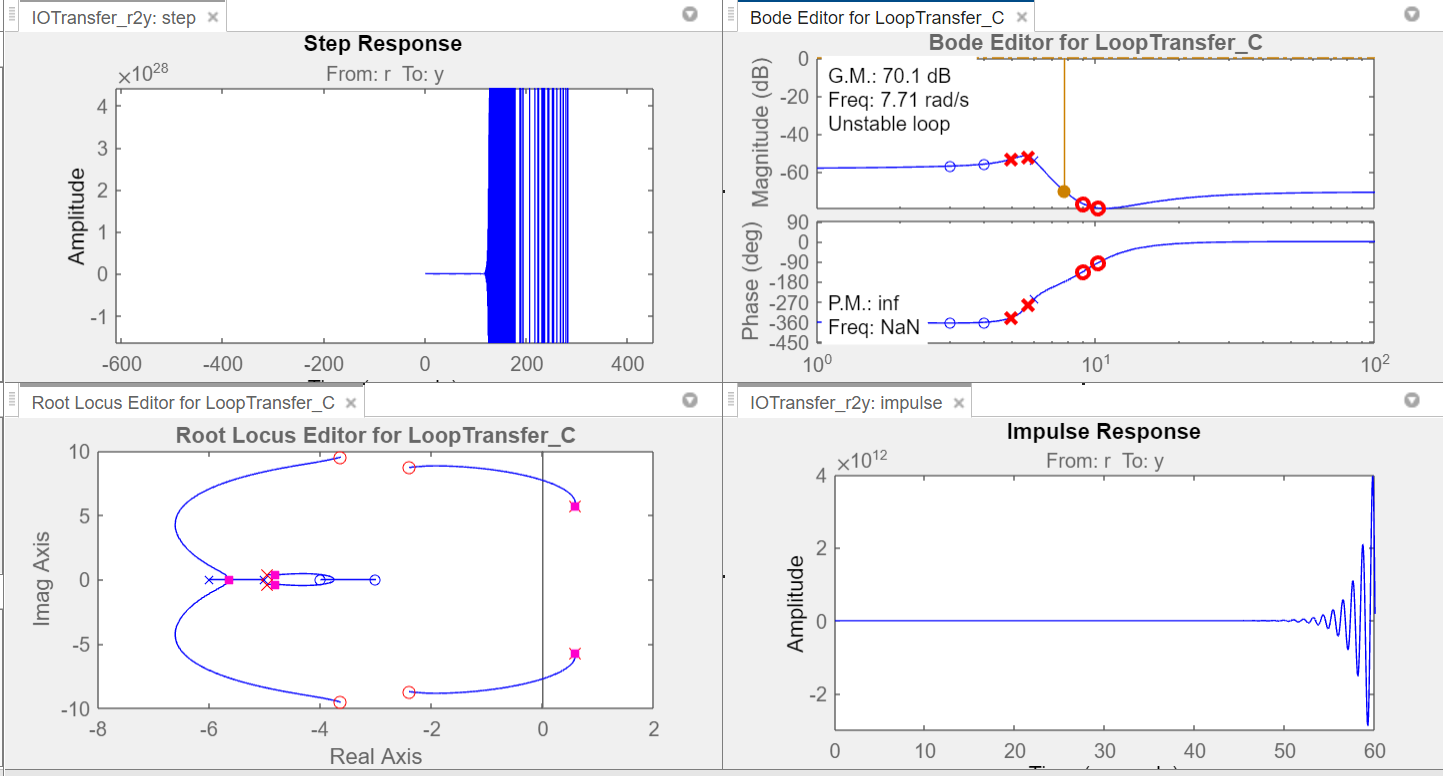 IOTransfer_r2y: step
Step Response
From: r To: y
×10^28
4
3
2
1
0
-1
Amplitude
-600
-400
-200
0
200
400
Bode Editor for LoopTransfer_C
Bode Editor for LoopTransfer_C
G.M.: 70.1 dB
Freq: 7.71 rad/s
Unstable loop
0
-20
-40
-60
Magnitude (dB)
90
0
-90
-180
-270
-360
-450
Phase (deg)
P.M.: inf
Freq: NaN
10^0
10^1
10^2
Root Locus Editor for LoopTransfer_C
Root Locus Editor for LoopTransfer_C
10
5
0
-5
-10
Imag Axis
-8
-6
-4
-2
0
2
Real Axis
IOTransfer_r2y: impulse
Impulse Response
From: r To: y
×10^12
4
2
0
-2
Amplitude
0
10
20
30
40
50
60